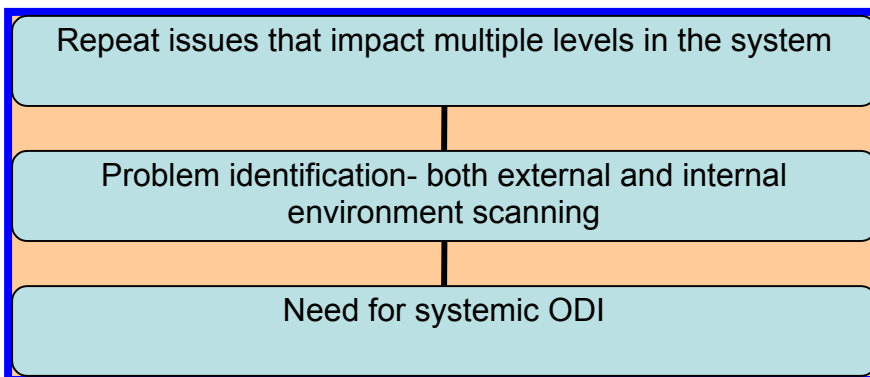 Repeat issues that impact multiple levels in the system
Problem identification- both external and internal
environment scanning
Need for systemic ODI